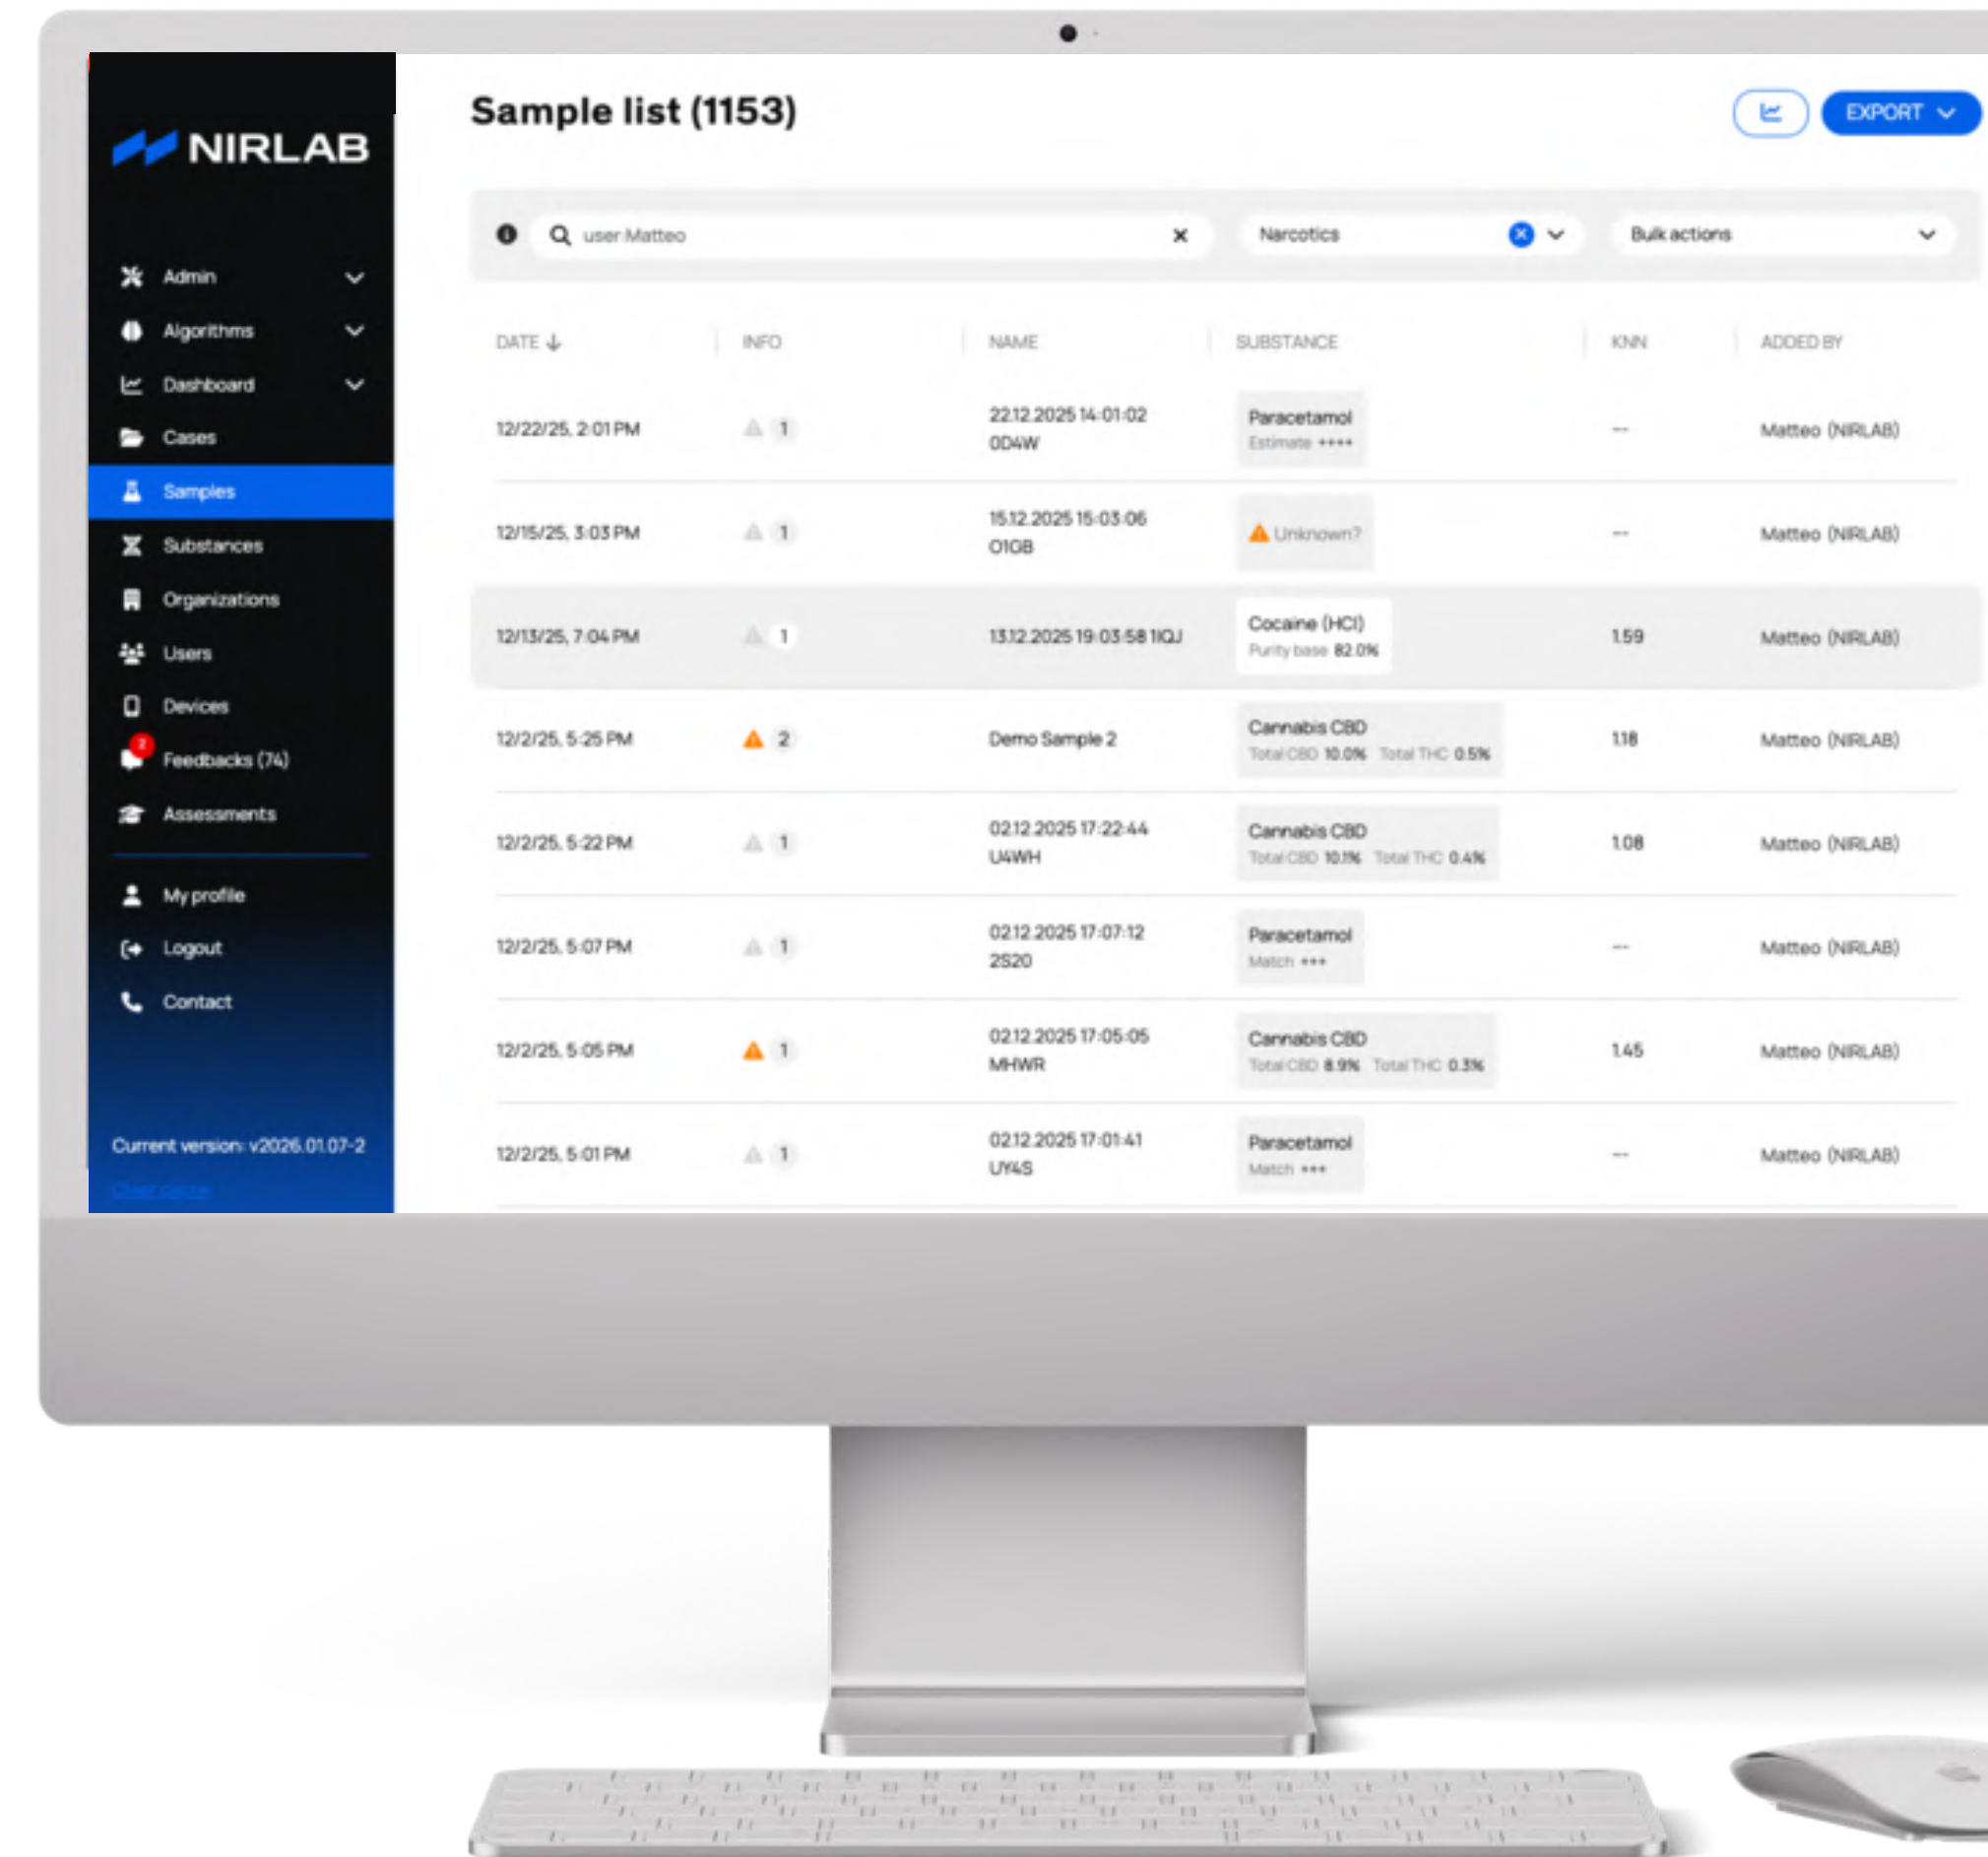 NIRLAB
Admin
Algorithms
Dashboard
Cases
Samples
Substances
Organizations
Users
Devices
2
Feedbacks (74)
Assessments
My profile
Logout
Contact
Current version: v2026.01.07-2
Sample list (1153)
EXPORT
user:Matteo
Narcotics
Bulk actions
DATE INFO NAME SUBSTANCE KNN ADDED BY
12/22/25, 2:01 PM 1 22.12.2025 14:01:02 Paracetamol -- Matteo (NIRLAB)
0D4W Estimate ++++
12/15/25, 3:03 PM 1 15.12.2025 15:03:06 Unknown? -- Matteo (NIRLAB)
O1GB
12/13/25, 7:04 PM 1 13.12.2025 19:03:58 1IQJ Cocaine (HCl) 1.59 Matteo (NIRLAB)
Purity base 82.0%
12/2/25, 5:25 PM 2 Demo Sample 2 Cannabis CBD 1.18 Matteo (NIRLAB)
Total CBD 10.0% Total THC 0.5%
12/2/25, 5:22 PM 1 02.12.2025 17:22:44 Cannabis CBD 1.08 Matteo (NIRLAB)
U4WH Total CBD 10.1% Total THC 0.4%
12/2/25, 5:07 PM 1 02.12.2025 17:07:12 Paracetamol -- Matteo (NIRLAB)
2S20 Match +++
12/2/25, 5:05 PM 1 02.12.2025 17:05:05 Cannabis CBD 1.45 Matteo (NIRLAB)
MHWR Total CBD 8.9% Total THC 0.3%
12/2/25, 5:01 PM 1 02.12.2025 17:01:41 Paracetamol -- Matteo (NIRLAB)
UY4S Match +++